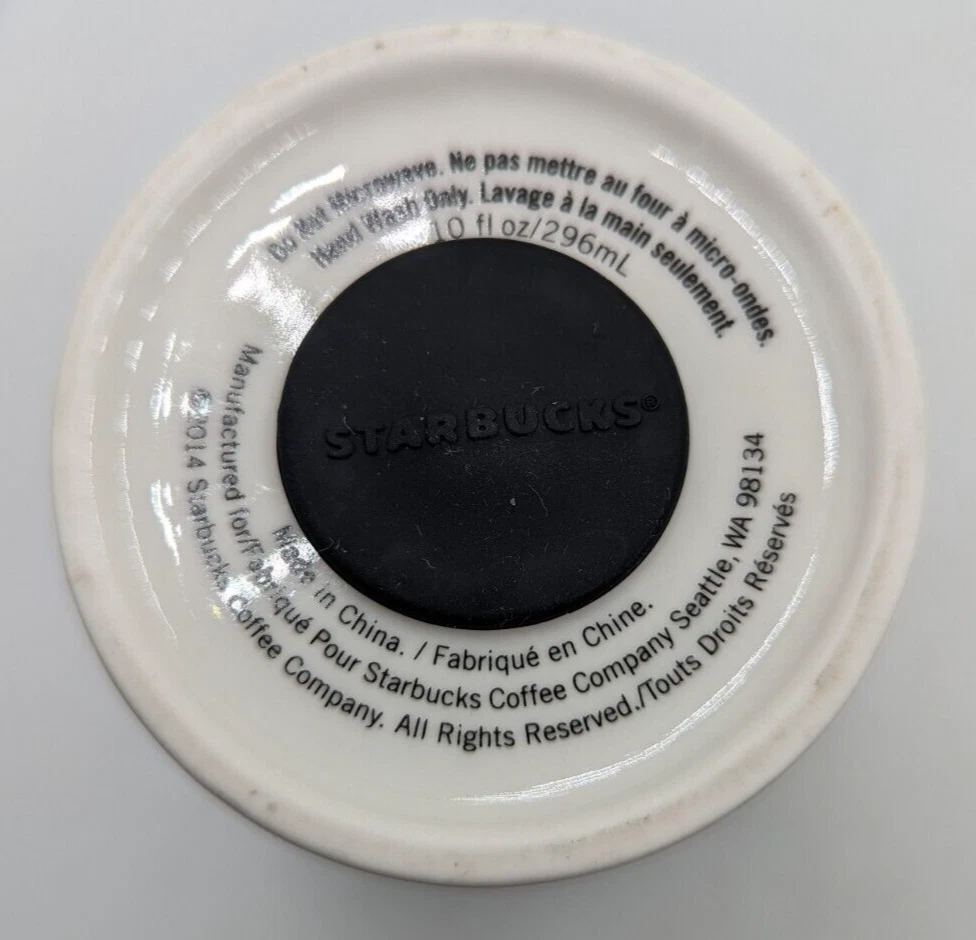 Do Not Microwave. Ne pas mettre au four à micro-ondes.
Hand Wash Only. Lavage à la main seulement.
10 fl oz/296mL
STARBUCKS®
Made in China. / Fabriqué en Chine.
Manufactured for/Fabriqué Pour Starbucks Coffee Company Seattle, WA 98134
©2014 Starbucks Coffee Company. All Rights Reserved./Touts Droits Réservés